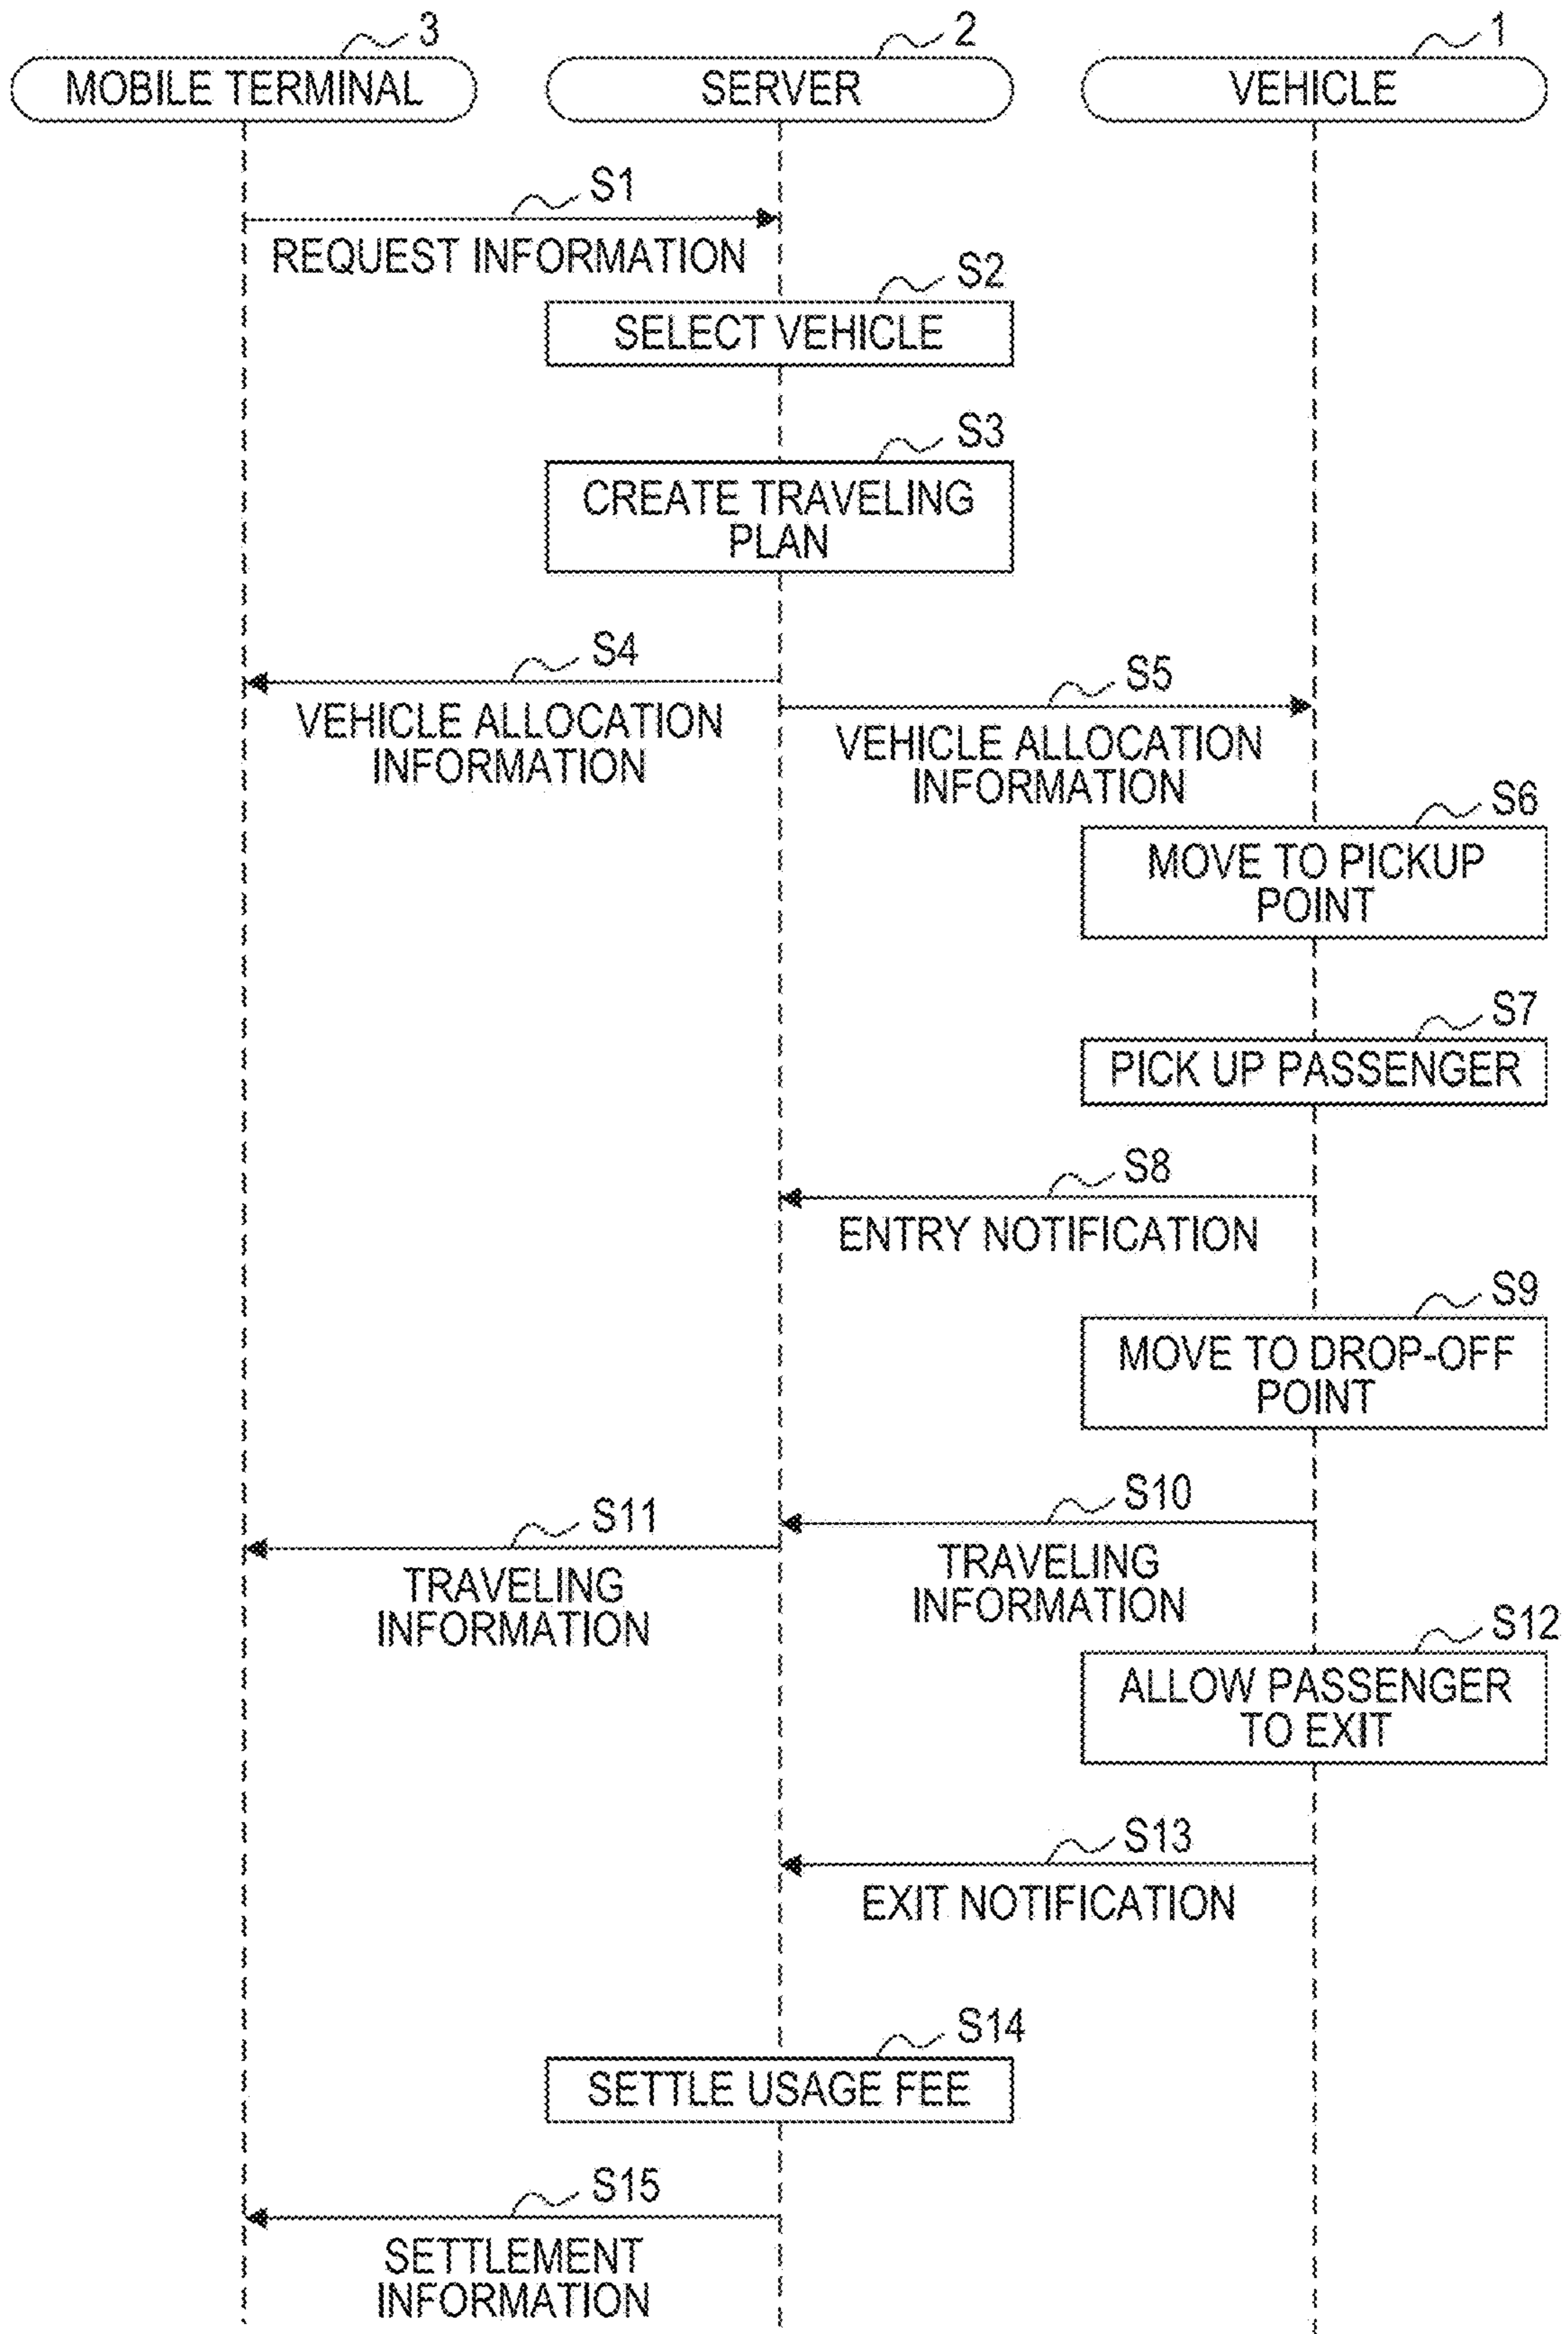 3
2
1
MOBILE TERMINAL
SERVER
VEHICLE
S1
REQUEST INFORMATION
S2
SELECT VEHICLE
S3
CREATE TRAVELING
PLAN
S4
VEHICLE ALLOCATION
INFORMATION
S5
VEHICLE ALLOCATION
INFORMATION
S6
MOVE TO PICKUP
POINT
S7
PICK UP PASSENGER
S8
ENTRY NOTIFICATION
S9
MOVE TO DROP-OFF
POINT
S10
TRAVELING
INFORMATION
S11
TRAVELING
INFORMATION
S12
ALLOW PASSENGER
TO EXIT
S13
EXIT NOTIFICATION
S14
SETTLE USAGE FEE
S15
SETTLEMENT
INFORMATION